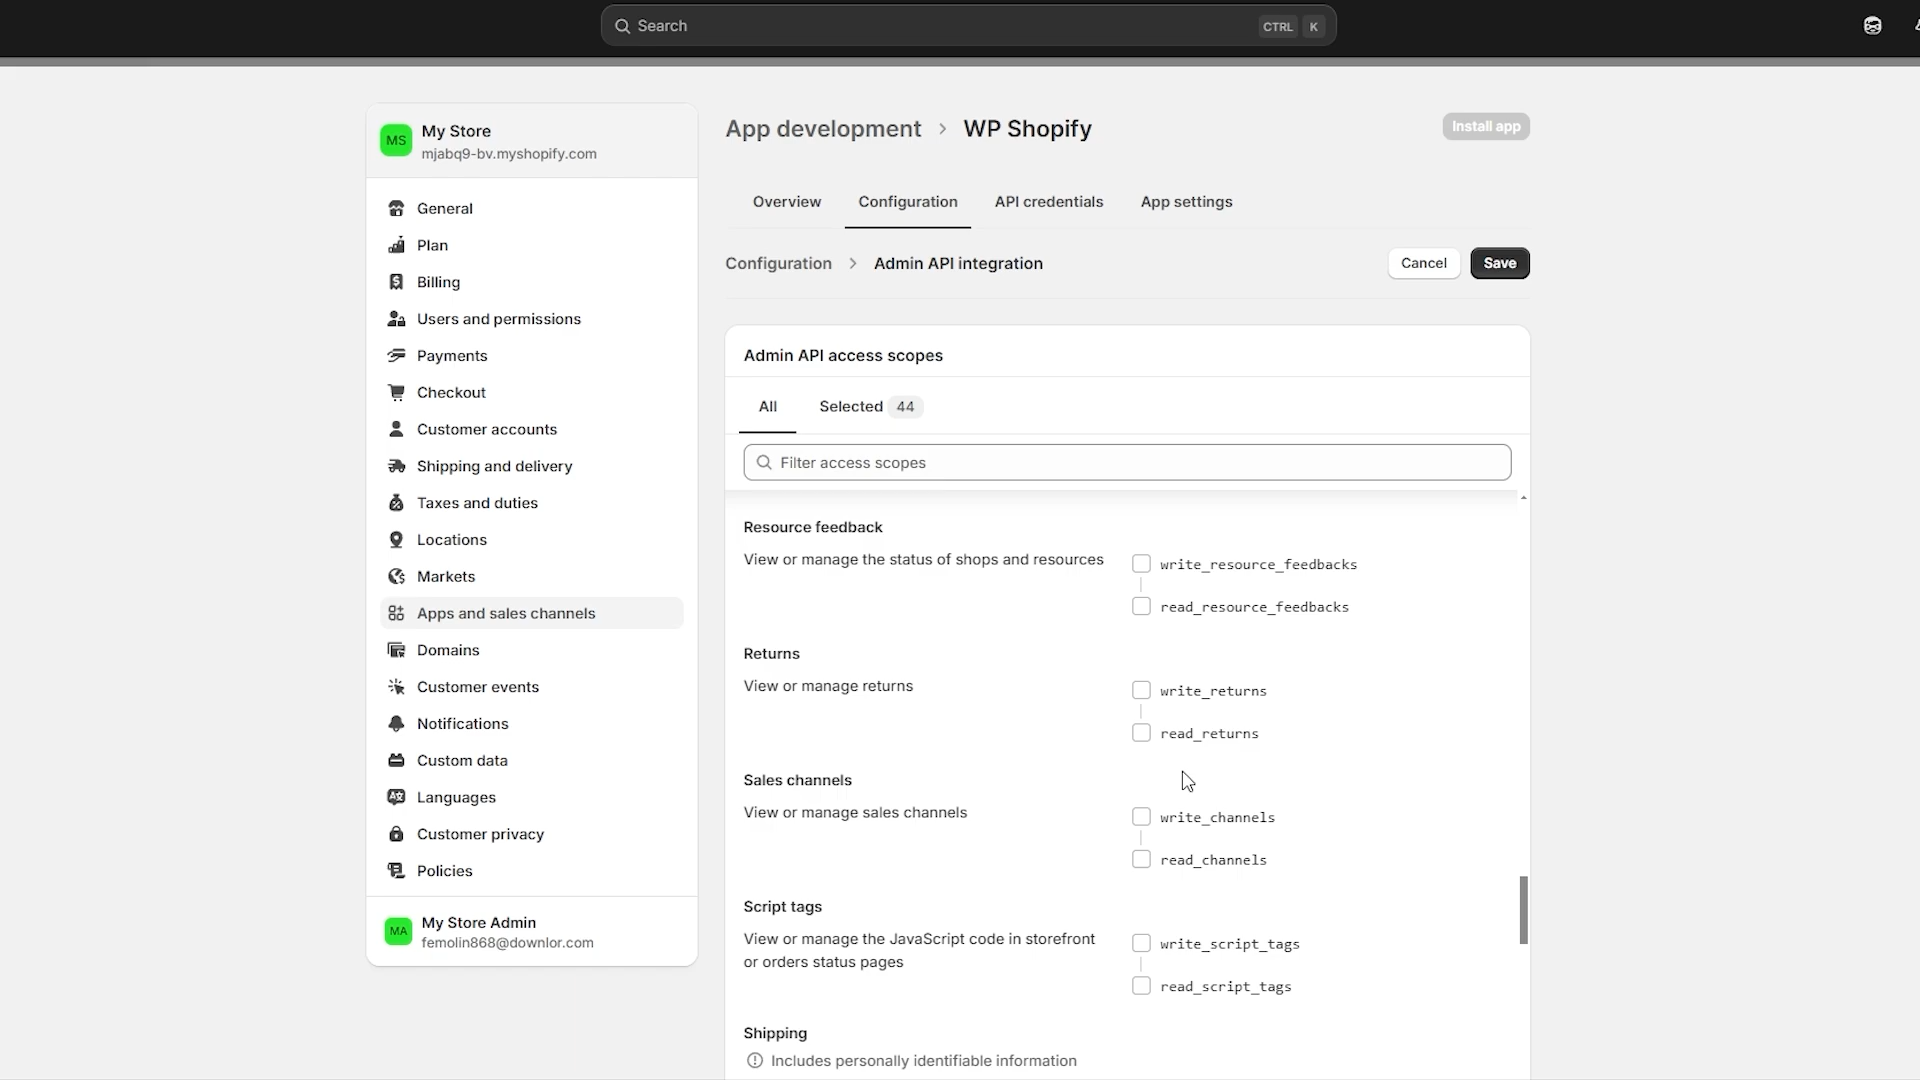 Search
CTRL K
MS
My Store
mjabq9-bv.myshopify.com
General
Plan
Billing
Users and permissions
Payments
Checkout
Customer accounts
Shipping and delivery
Taxes and duties
Locations
Markets
Apps and sales channels
Domains
Customer events
Notifications
Custom data
Languages
Customer privacy
Policies
MA
My Store Admin
femolin868@downlor.com
App development > WP Shopify
Install app
Overview
Configuration
API credentials
App settings
Configuration > Admin API integration
Cancel
Save
Admin API access scopes
All
Selected 44
Filter access scopes
Resource feedback
View or manage the status of shops and resources
write_resource_feedbacks
read_resource_feedbacks
Returns
View or manage returns
write_returns
read_returns
Sales channels
View or manage sales channels
write_channels
read_channels
Script tags
View or manage the JavaScript code in storefront
or orders status pages
write_script_tags
read_script_tags
Shipping
Includes personally identifiable information